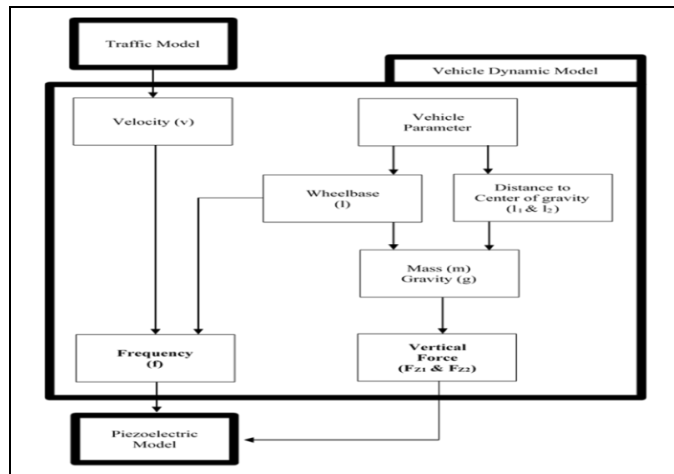 Traffic Model
Vehicle Dynamic Model
Velocity (v)
Vehicle
Parameter
Wheelbase
(l)
Distance to
Center of gravity
(l₁ & l₂)
Mass (m)
Gravity (g)
Frequency
(f)
Vertical
Force
(Fz₁ & Fz₂)
Piezoelectric
Model